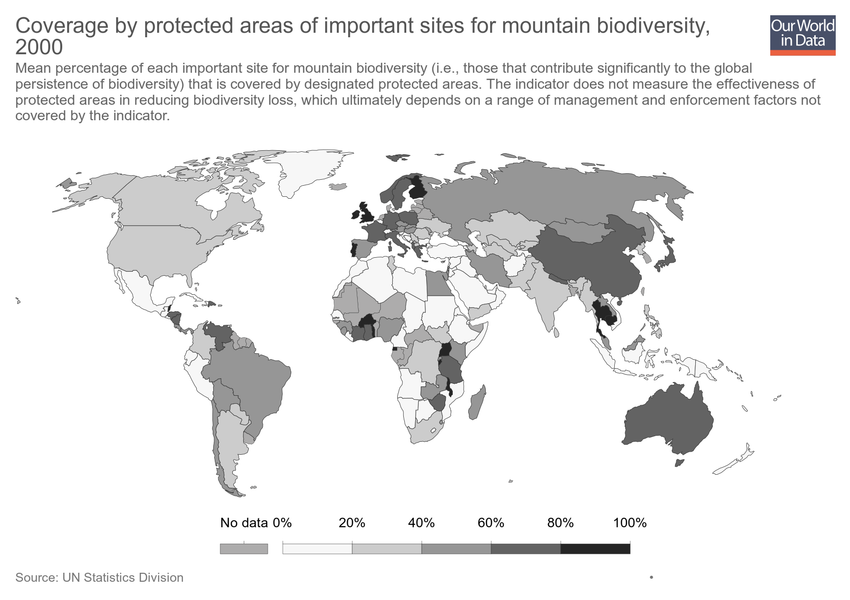 Coverage by protected areas of important sites for mountain biodiversity,
2000
Our World
in Data
Mean percentage of each important site for mountain biodiversity (i.e., those that contribute significantly to the global
persistence of biodiversity) that is covered by designated protected areas. The indicator does not measure the effectiveness of
protected areas in reducing biodiversity loss, which ultimately depends on a range of management and enforcement factors not
covered by the indicator.
No data 0% 20% 40% 60% 80% 100%
Source: UN Statistics Division